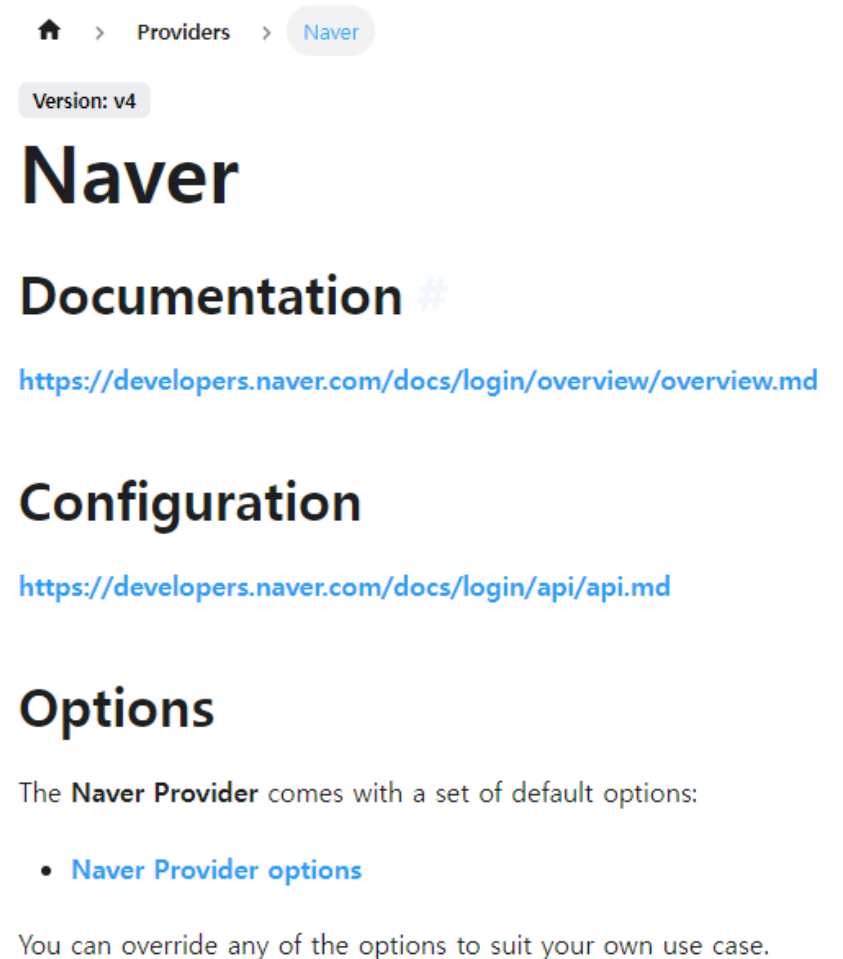 Providers > Naver
Version: v4
Naver
Documentation #
https://developers.naver.com/docs/login/overview/overview.md
Configuration
https://developers.naver.com/docs/login/api/api.md
Options
The Naver Provider comes with a set of default options:
• Naver Provider options
You can override any of the options to suit your own use case.